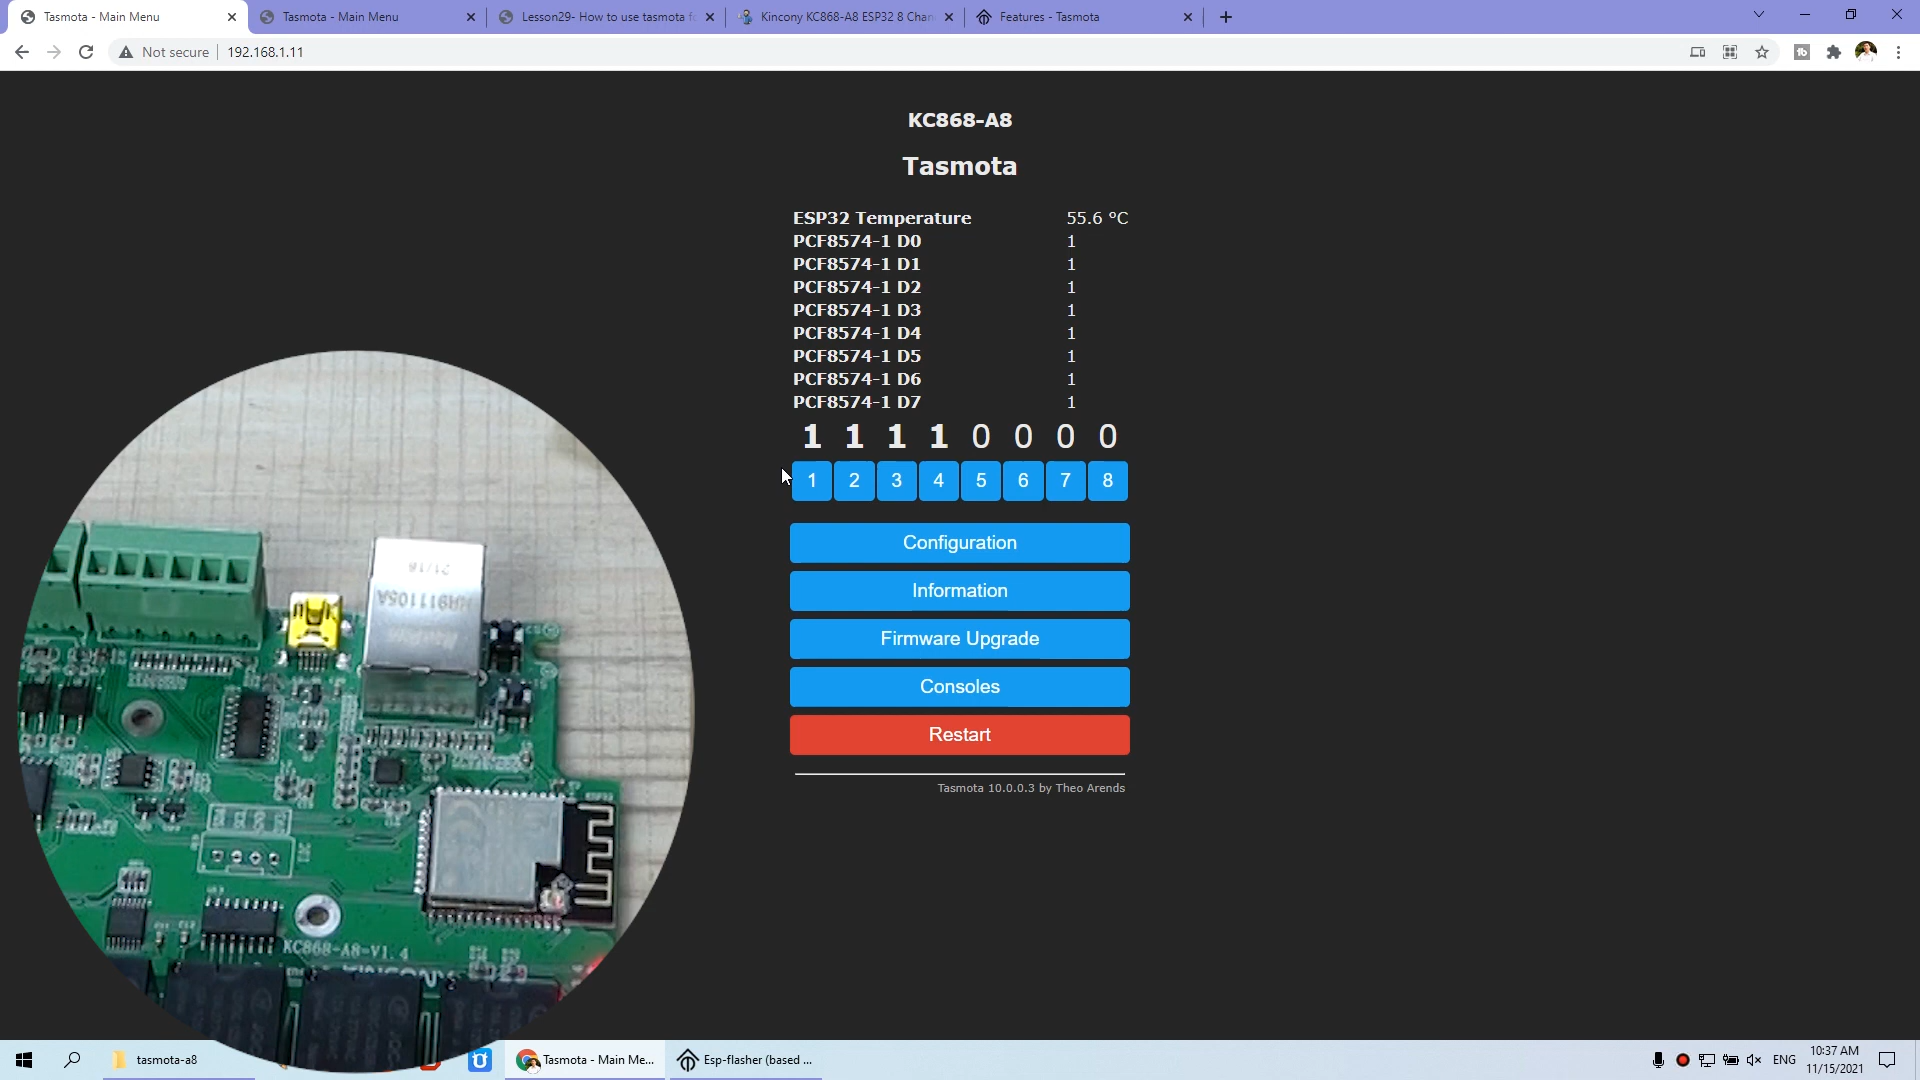 Tasmota - Main Menu
Tasmota - Main Menu
Lesson29- How to use tasmota f
Kincony KC868-A8 ESP32 8 Chan
Features - Tasmota
Not secure
192.168.1.11
KC868-A8
Tasmota
ESP32 Temperature 55.6 °C
PCF8574-1 D0 1
PCF8574-1 D1 1
PCF8574-1 D2 1
PCF8574-1 D3 1
PCF8574-1 D4 1
PCF8574-1 D5 1
PCF8574-1 D6 1
PCF8574-1 D7 1
1 1 1 1 0 0 0 0
1 2 3 4 5 6 7 8
Configuration
Information
Firmware Upgrade
Consoles
Restart
Tasmota 10.0.0.3 by Theo Arends
21/18
HR911105A
KC868-A8-V1.4
tasmota-a8
Tasmota - Main Me...
Esp-flasher (based ...
ENG
10:37 AM
11/15/2021